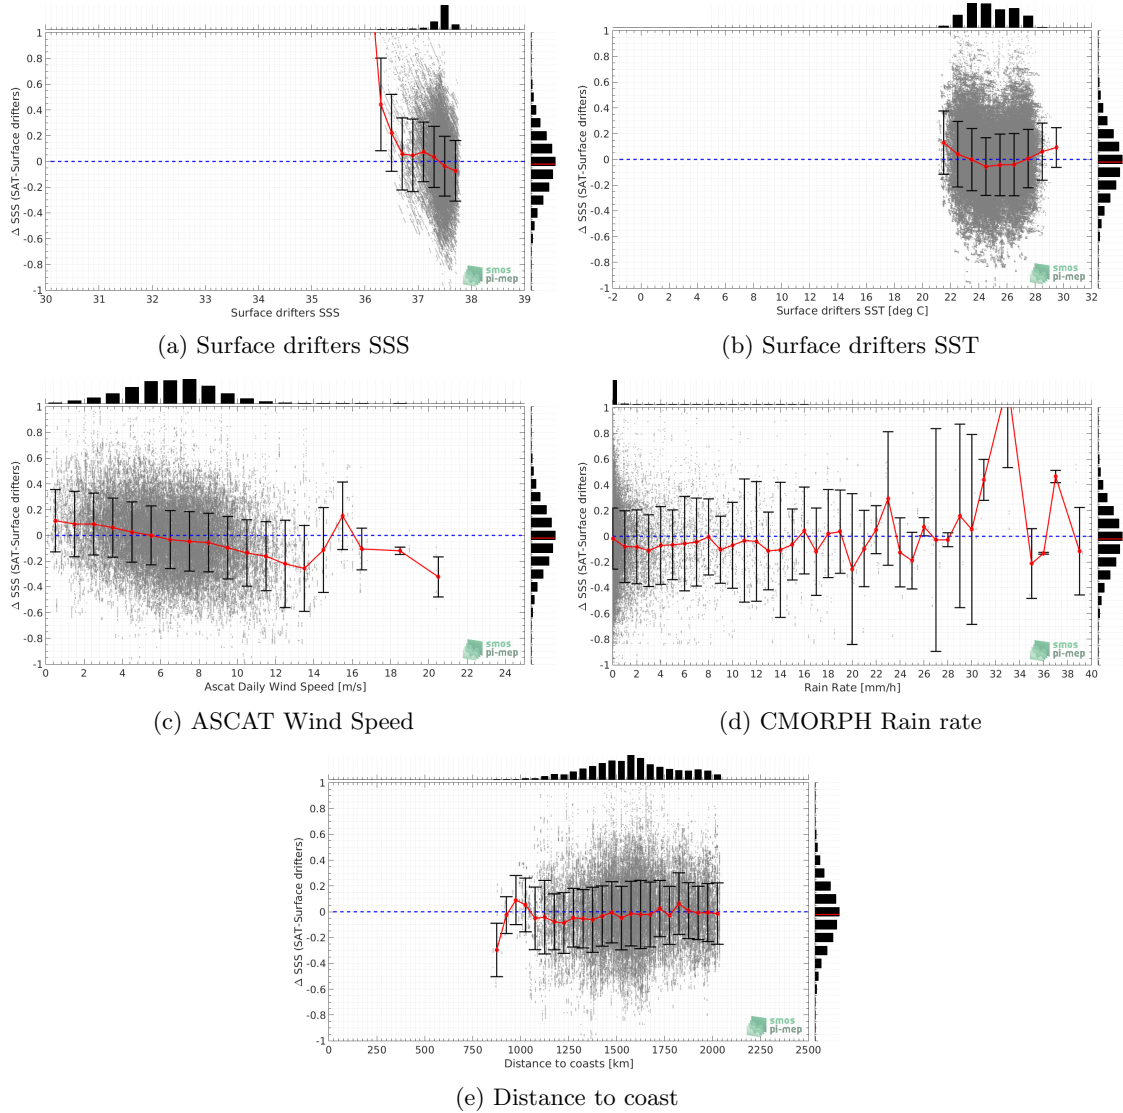 1
0.8
0.6
0.4
0.2
0
-0.2
-0.4
-0.6
-0.8
-1
Δ SSS (SAT-Surface drifters)
30 31 32 33 34 35 36 37 38 39
Surface drifters SSS
smos
pi-mep
(a) Surface drifters SSS
1
0.8
0.6
0.4
0.2
0
-0.2
-0.4
-0.6
-0.8
-1
Δ SSS (SAT-Surface drifters)
-2 0 2 4 6 8 10 12 14 16 18 20 22 24 26 28 30 32
Surface drifters SST [deg C]
smos
pi-mep
(b) Surface drifters SST
1
0.8
0.6
0.4
0.2
0
-0.2
-0.4
-0.6
-0.8
-1
Δ SSS (SAT-Surface drifters)
0 2 4 6 8 10 12 14 16 18 20 22 24
Ascat Daily Wind Speed [m/s]
smos
pi-mep
(c) ASCAT Wind Speed
1
0.8
0.6
0.4
0.2
0
-0.2
-0.4
-0.6
-0.8
-1
Δ SSS (SAT-Surface drifters)
0 2 4 6 8 10 12 14 16 18 20 22 24 26 28 30 32 34 36 38 40
Rain Rate [mm/h]
smos
pi-mep
(d) CMORPH Rain rate
1
0.8
0.6
0.4
0.2
0
-0.2
-0.4
-0.6
-0.8
-1
Δ SSS (SAT-Surface drifters)
0 250 500 750 1000 1250 1500 1750 2000 2250 2500
Distance to coasts [km]
smos
pi-mep
(e) Distance to coast